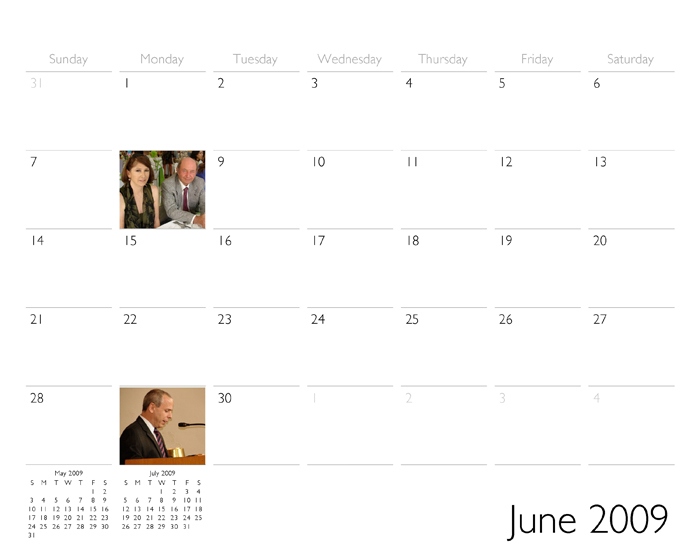 Sunday Monday Tuesday Wednesday Thursday Friday Saturday
31 1 2 3 4 5 6
7 9 10 11 12 13
14 15 16 17 18 19 20
21 22 23 24 25 26 27
28 30 1 2 3 4
May 2009
S M T W T F S
1 2
3 4 5 6 7 8 9
10 11 12 13 14 15 16
17 18 19 20 21 22 23
24 25 26 27 28 29 30
31
July 2009
S M T W T F S
1 2 3 4
5 6 7 8 9 10 11
12 13 14 15 16 17 18
19 20 21 22 23 24 25
26 27 28 29 30 31
June 2009